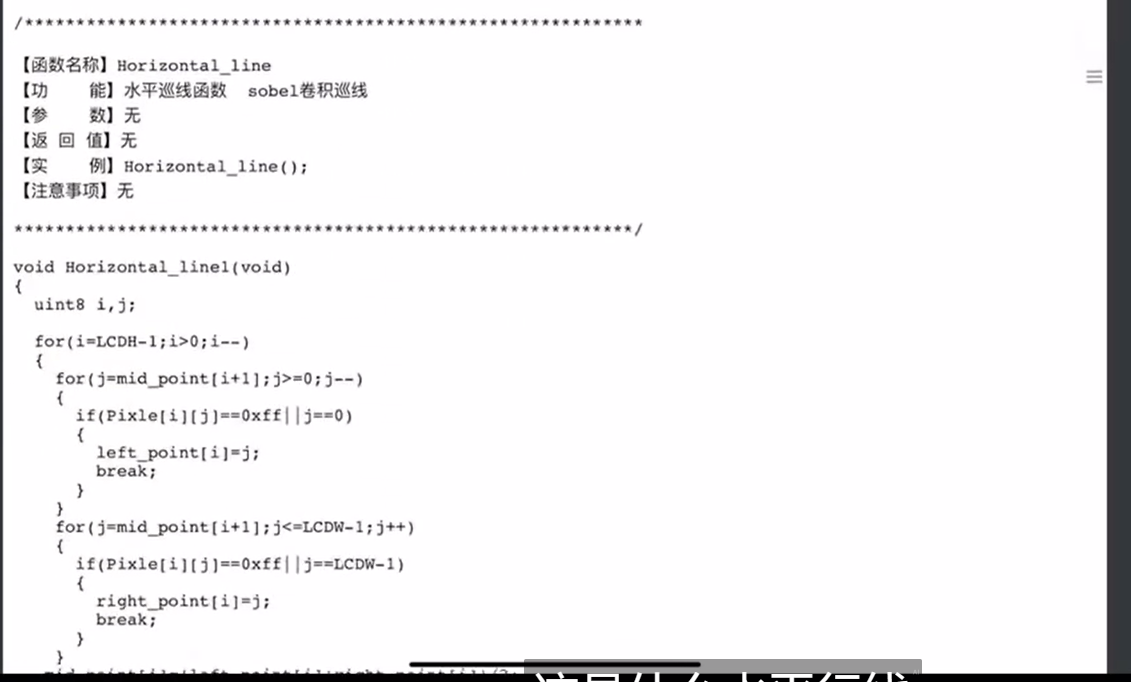 /************************************************************
【函数名称】Horizontal_line
【功    能】水平巡线函数  sobel卷积巡线
【参    数】无
【返 回 值】无
【实    例】Horizontal_line();
【注意事项】无
************************************************************/
void Horizontal_line1(void)
{
uint8 i,j;
for(i=LCDH-1;i>0;i--)
{
for(j=mid_point[i+1];j>=0;j--)
{
if(Pixle[i][j]==0xff||j==0)
{
left_point[i]=j;
break;
}
}
for(j=mid_point[i+1];j<=LCDW-1;j++)
{
if(Pixle[i][j]==0xff||j==LCDW-1)
{
right_point[i]=j;
break;
}
}